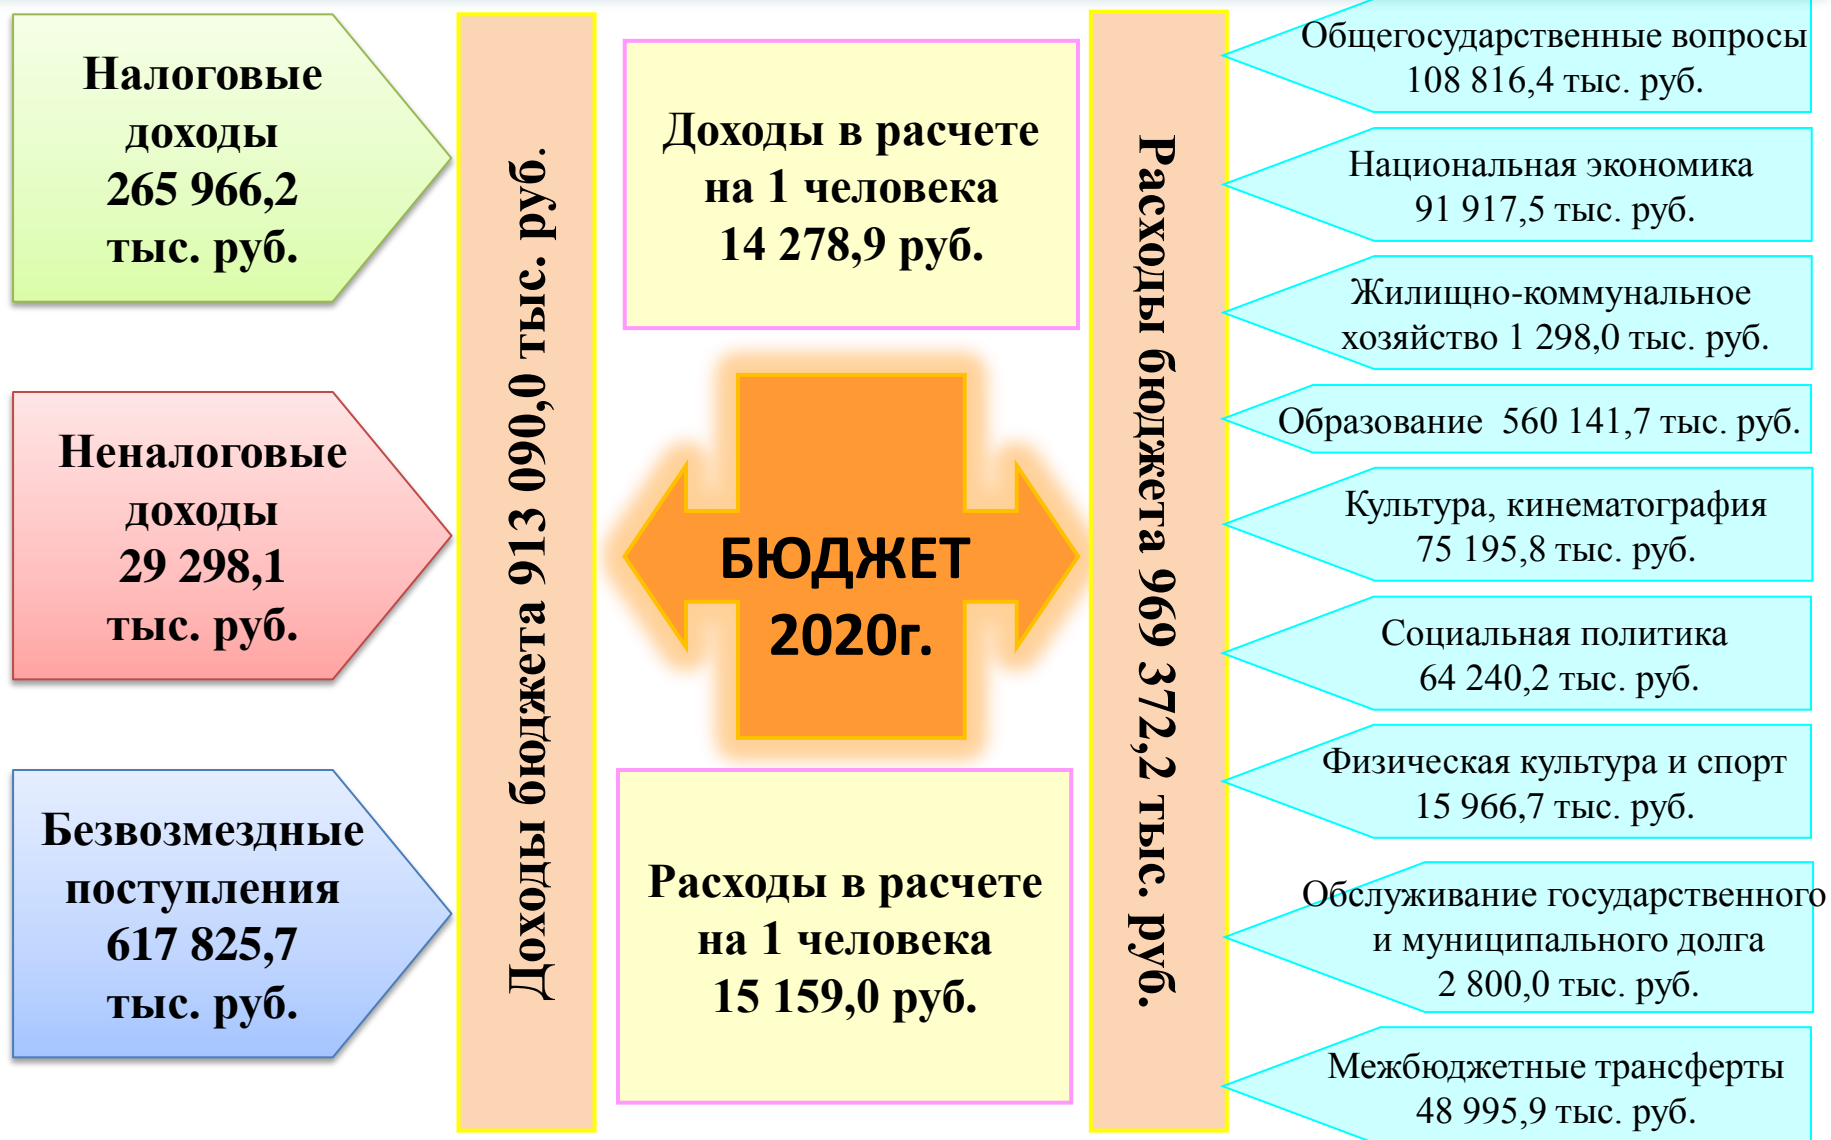 Налоговые
доходы
265 966,2
тыс. руб.
Неналоговые
доходы
29 298,1
тыс. руб.
Безвозмездные
поступления
617 825,7
тыс. руб.
Доходы бюджета 913 090,0 тыс. руб.
Доходы в расчете
на 1 человека
14 278,9 руб.
БЮДЖЕТ
2020г.
Расходы в расчете
на 1 человека
15 159,0 руб.
Расходы бюджета 969 372,2 тыс. руб.
Общегосударственные вопросы
108 816,4 тыс. руб.
Национальная экономика
91 917,5 тыс. руб.
Жилищно-коммунальное
хозяйство 1 298,0 тыс. руб.
Образование 560 141,7 тыс. руб.
Культура, кинематография
75 195,8 тыс. руб.
Социальная политика
64 240,2 тыс. руб.
Физическая культура и спорт
15 966,7 тыс. руб.
Обслуживание государственного
и муниципального долга
2 800,0 тыс. руб.
Межбюджетные трансферты
48 995,9 тыс. руб.